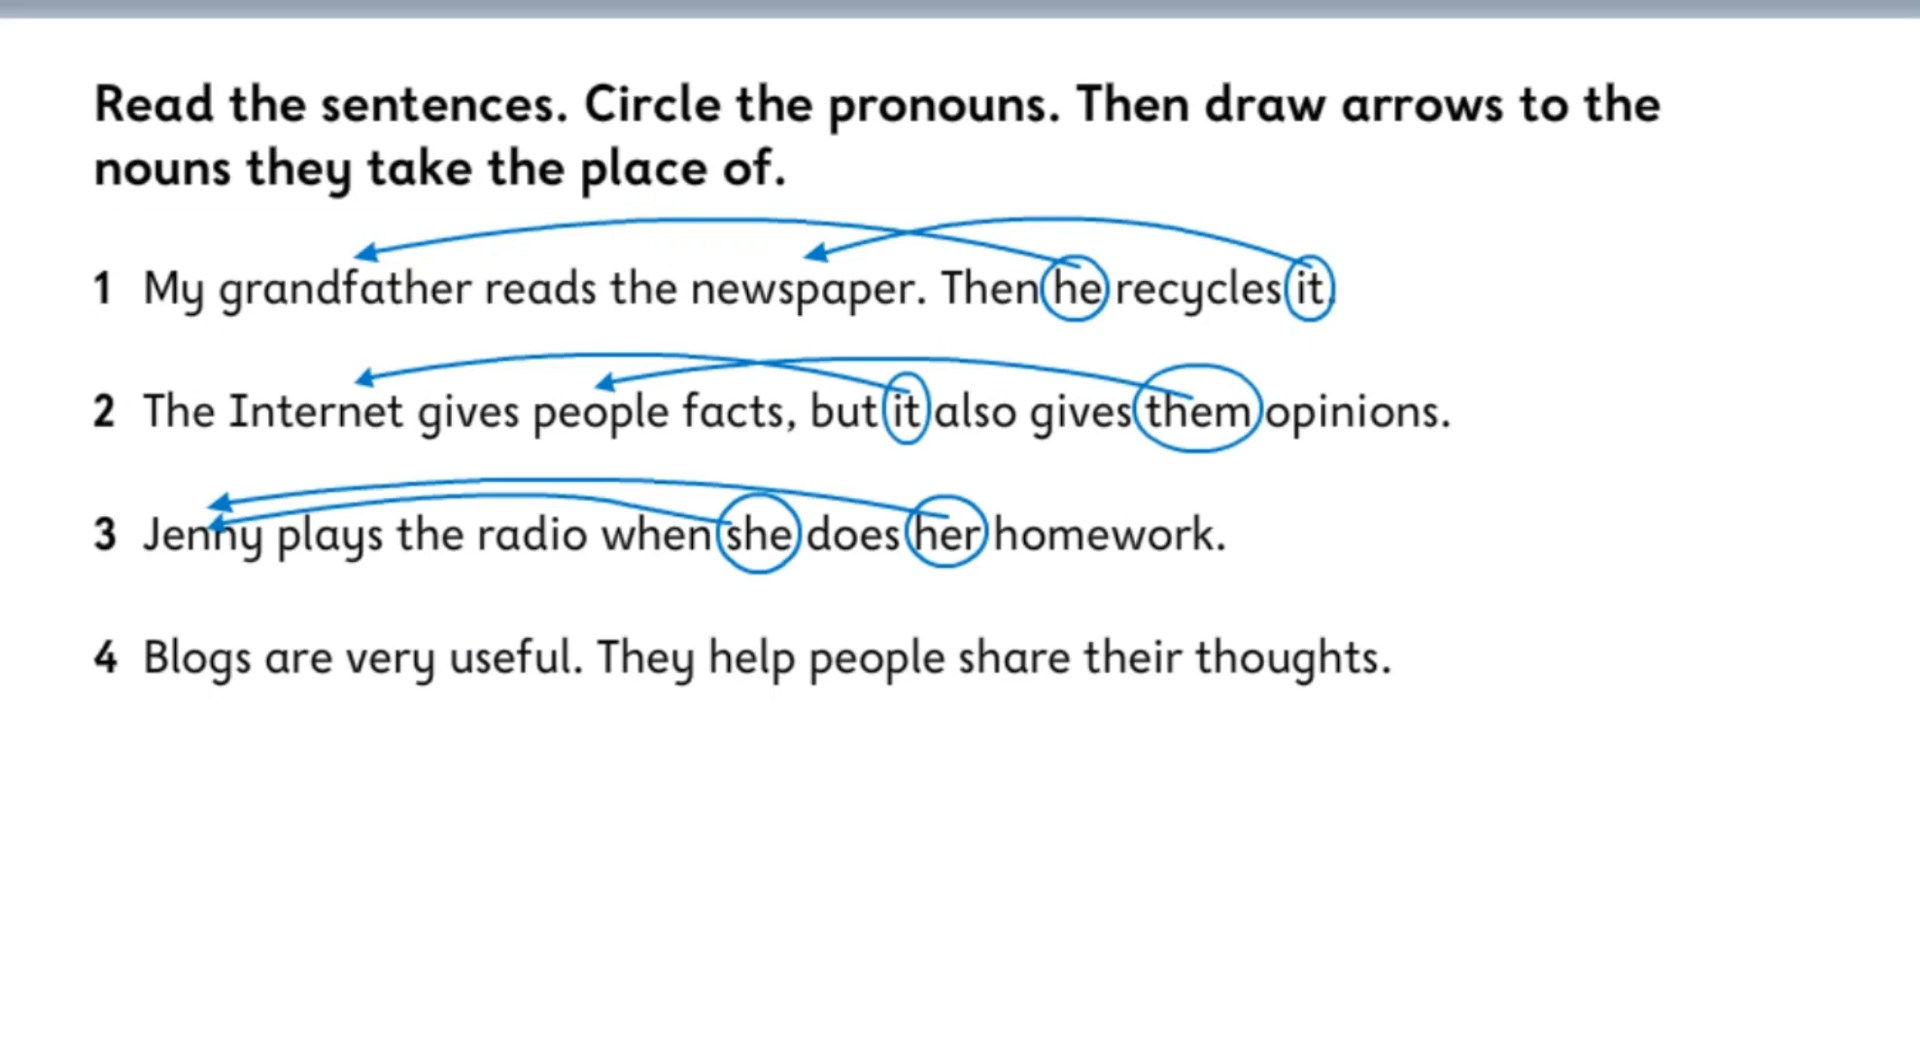 Read the sentences. Circle the pronouns. Then draw arrows to the
nouns they take the place of.
1 My grandfather reads the newspaper. Then he recycles it.
2 The Internet gives people facts, but it also gives them opinions.
3 Jenny plays the radio when she does her homework.
4 Blogs are very useful. They help people share their thoughts.